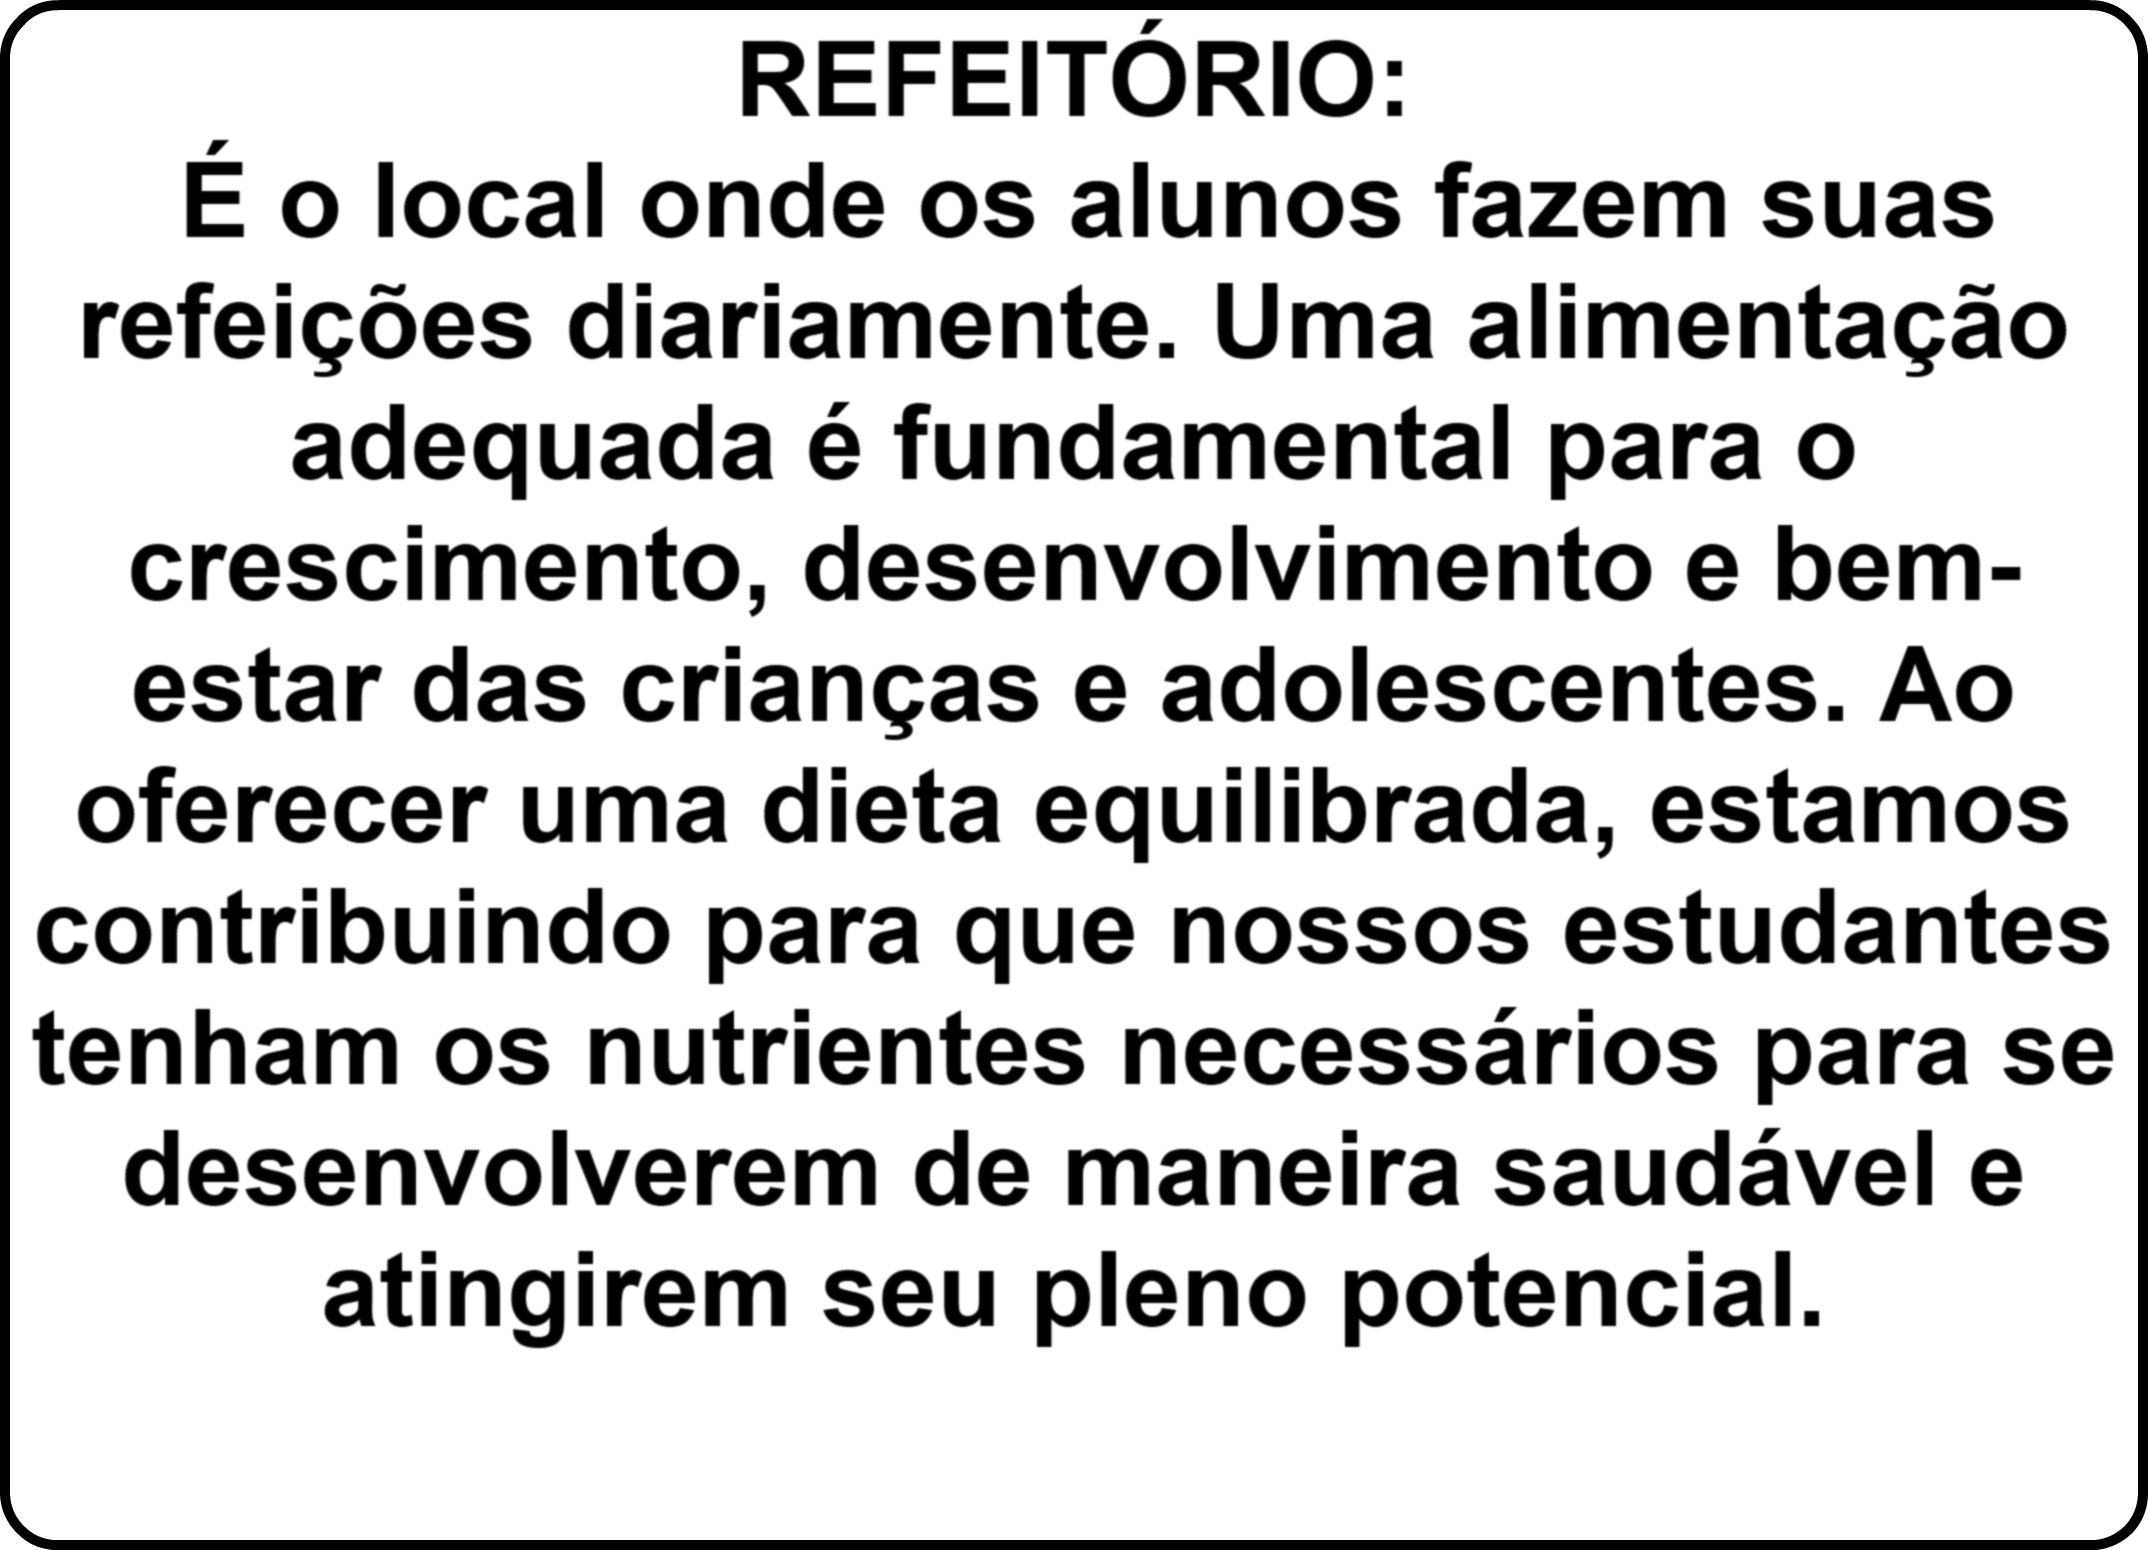 REFEITÓRIO:
É o local onde os alunos fazem suas
refeições diariamente. Uma alimentação
adequada é fundamental para o
crescimento, desenvolvimento e bem-
estar das crianças e adolescentes. Ao
oferecer uma dieta equilibrada, estamos
contribuindo para que nossos estudantes
tenham os nutrientes necessários para se
desenvolverem de maneira saudável e
atingirem seu pleno potencial.